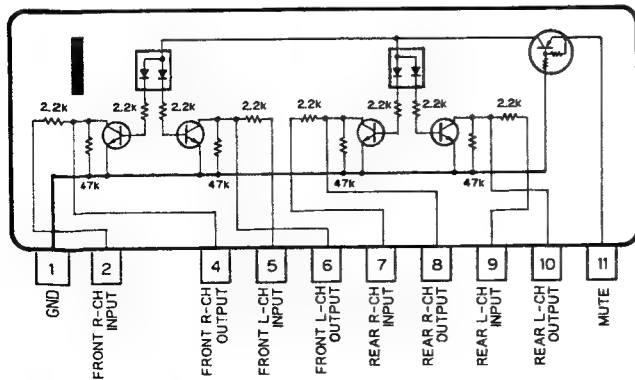 2.2k
2.2k
2.2k
2.2k
2.2k
2.2k
2.2k
2.2k
47k
47k
47k
47k
1
2
4
5
6
7
8
9
10
11
GND
FRONT R-CH
INPUT
FRONT R-CH
OUTPUT
FRONT L-CH
INPUT
FRONT L-CH
OUTPUT
REAR R-CH
INPUT
REAR R-CH
OUTPUT
REAR L-CH
INPUT
REAR L-CH
OUTPUT
MUTE